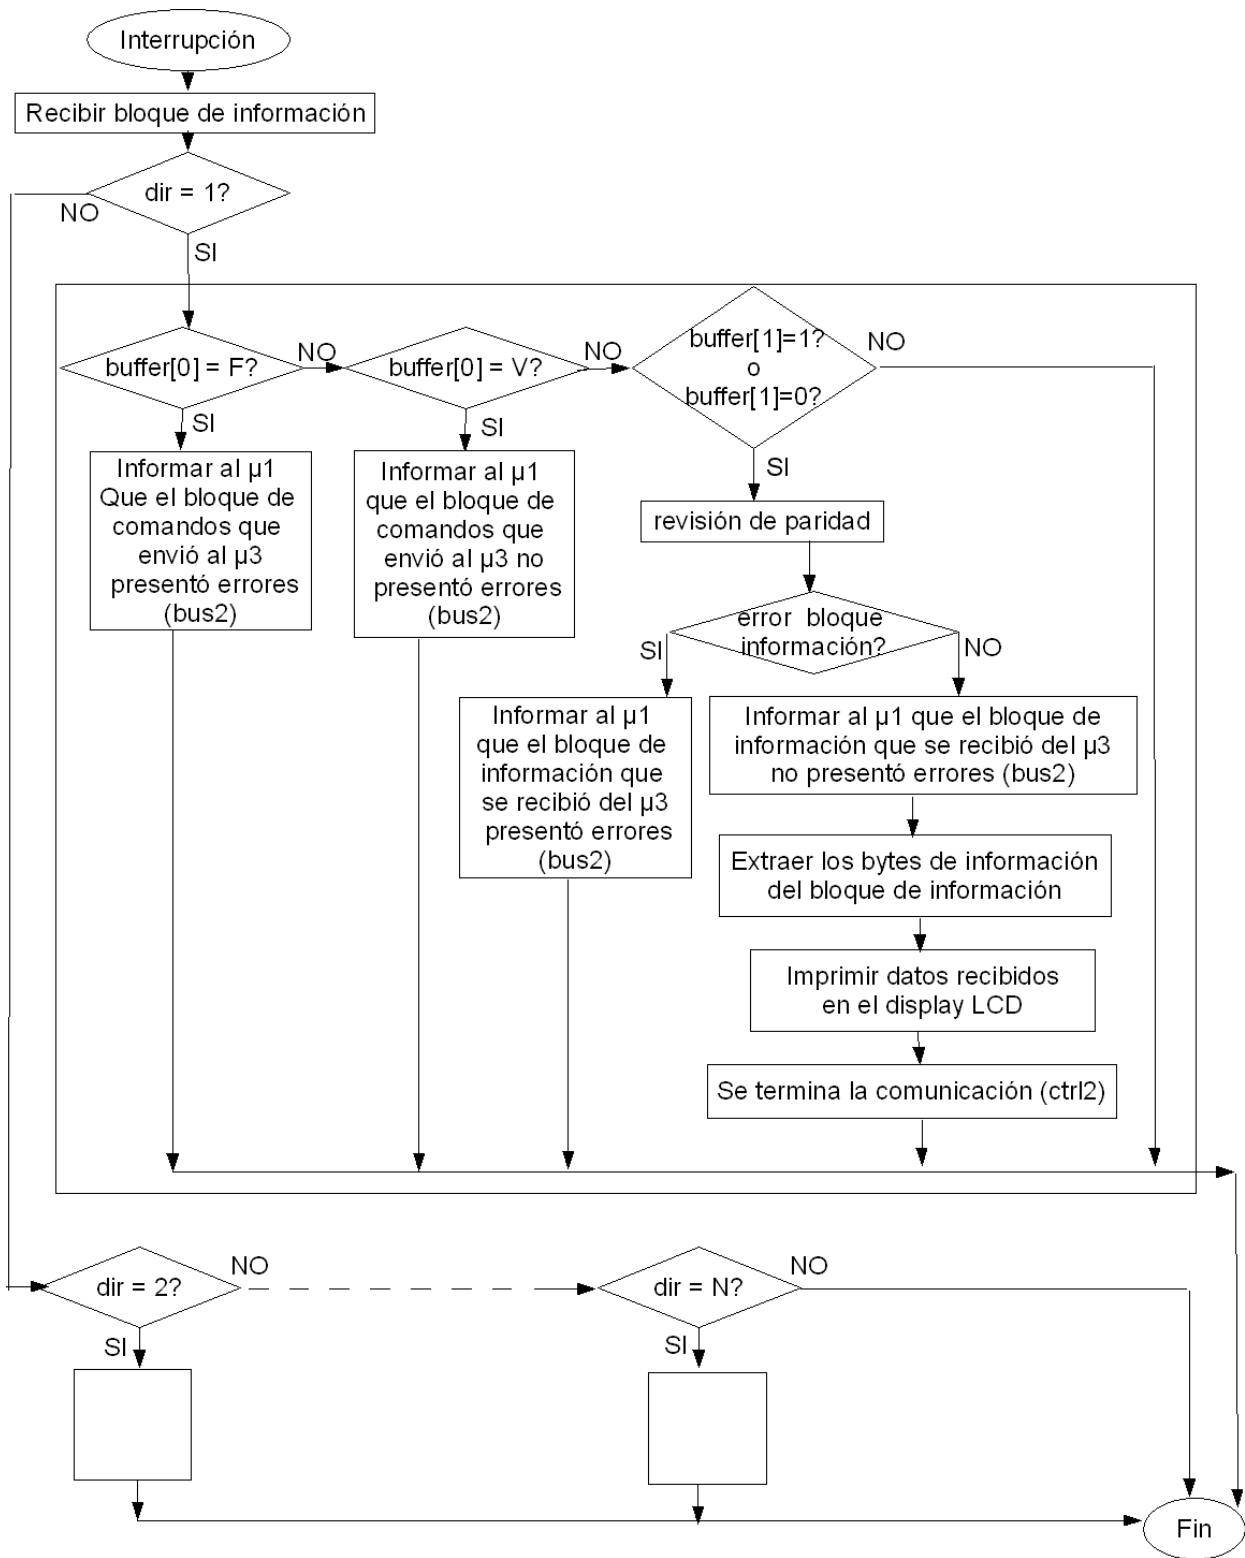 Interrupción
Recibir bloque de información
dir = 1?
NO
SI
buffer[0] = F?
NO
buffer[0] = V?
NO
buffer[1]=1?
o
buffer[1]=0?
NO
SI
Informar al µ1
Que el bloque de
comandos que
envió al µ3
presentó errores
(bus2)
SI
Informar al µ1
que el bloque de
comandos que
envió al µ3 no
presentó errores
(bus2)
SI
revisión de paridad
error bloque
información?
SI
NO
Informar al µ1
que el bloque de
información que
se recibió del µ3
presentó errores
(bus2)
Informar al µ1 que el bloque de
información que se recibió del µ3
no presentó errores (bus2)
Extraer los bytes de información
del bloque de información
Imprimir datos recibidos
en el display LCD
Se termina la comunicación (ctrl2)
dir = 2?
NO
SI
dir = N?
NO
SI
Fin